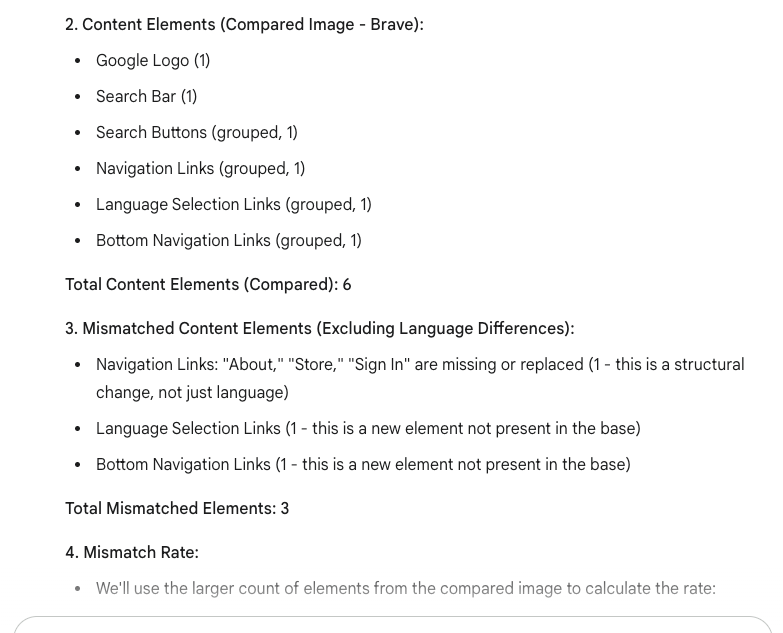 2. Content Elements (Compared Image - Brave):
• Google Logo (1)
• Search Bar (1)
• Search Buttons (grouped, 1)
• Navigation Links (grouped, 1)
• Language Selection Links (grouped, 1)
• Bottom Navigation Links (grouped, 1)
Total Content Elements (Compared): 6
3. Mismatched Content Elements (Excluding Language Differences):
• Navigation Links: "About," "Store," "Sign In" are missing or replaced (1 - this is a structural
change, not just language)
• Language Selection Links (1 - this is a new element not present in the base)
• Bottom Navigation Links (1 - this is a new element not present in the base)
Total Mismatched Elements: 3
4. Mismatch Rate:
• We'll use the larger count of elements from the compared image to calculate the rate: